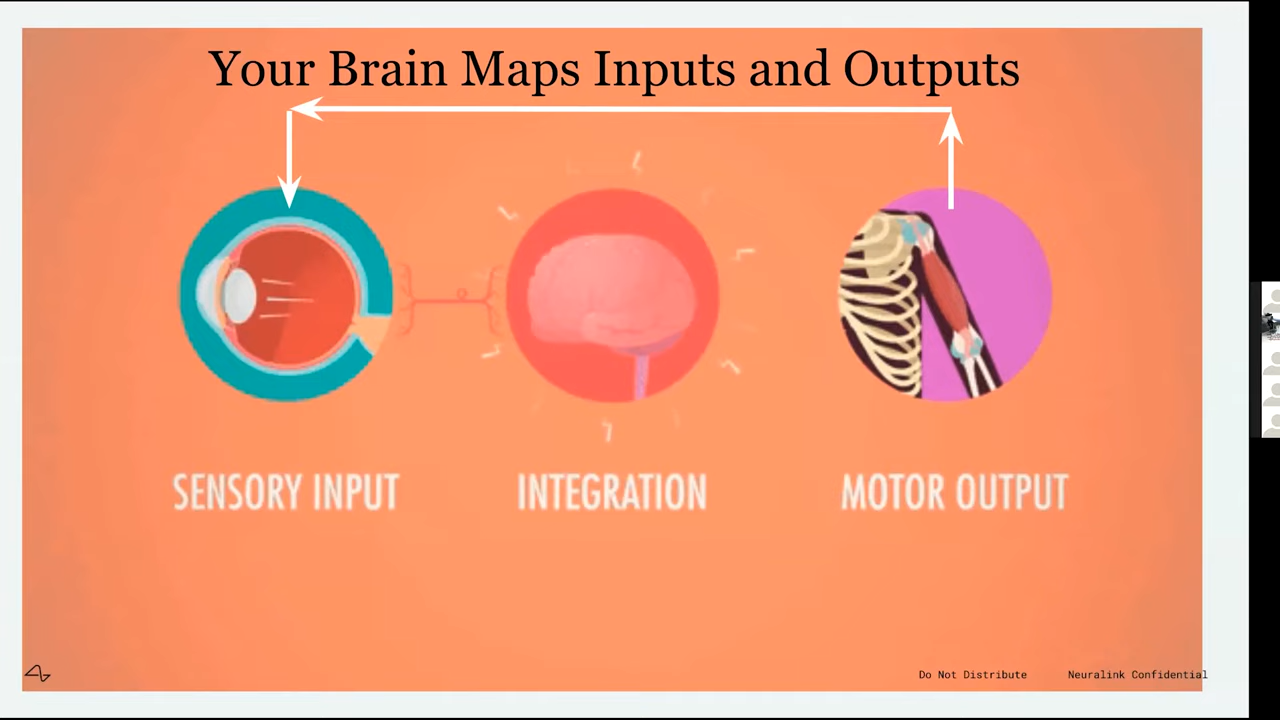 Your Brain Maps Inputs and Outputs
SENSORY INPUT
INTEGRATION
MOTOR OUTPUT
Do Not Distribute
Neuralink Confidential